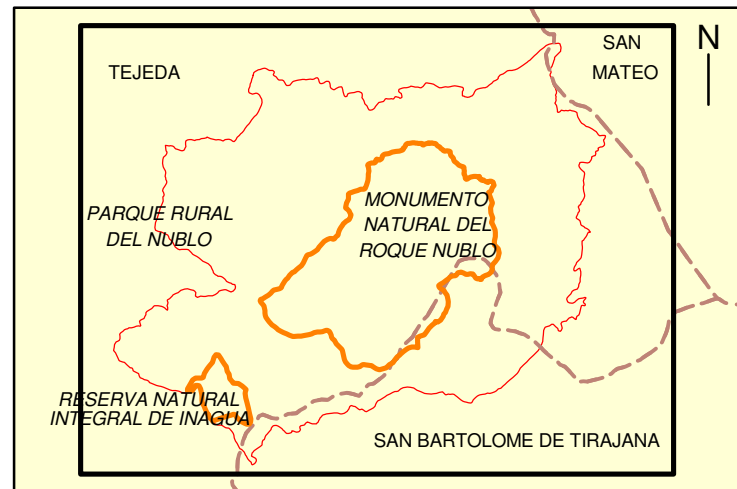 TEJEDA
SAN
MATEO
N
PARQUE RURAL
DEL NUBLO
MONUMENTO
NATURAL DEL
ROQUE NUBLO
RESERVA NATURAL
INTEGRAL DE INAGUA
SAN BARTOLOME DE TIRAJANA